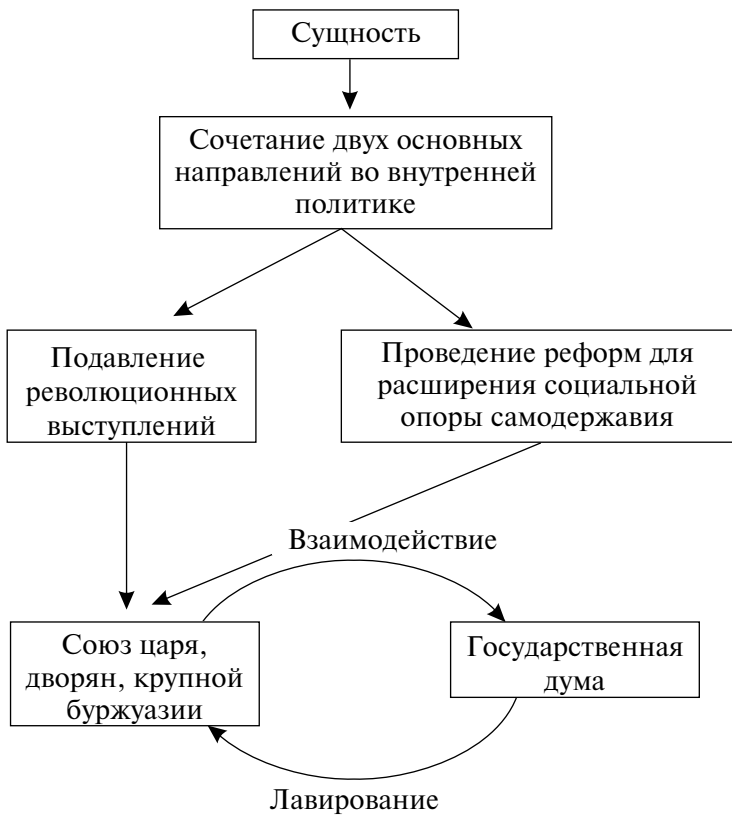 Сущность
Сочетание двух основных
направлений во внутренней
политике
Подавление
революционных
выступлений
Проведение реформ для
расширения социальной
опоры самодержавия
Взаимодействие
Союз царя,
дворян, крупной
буржуазии
Государственная
дума
Лавирование